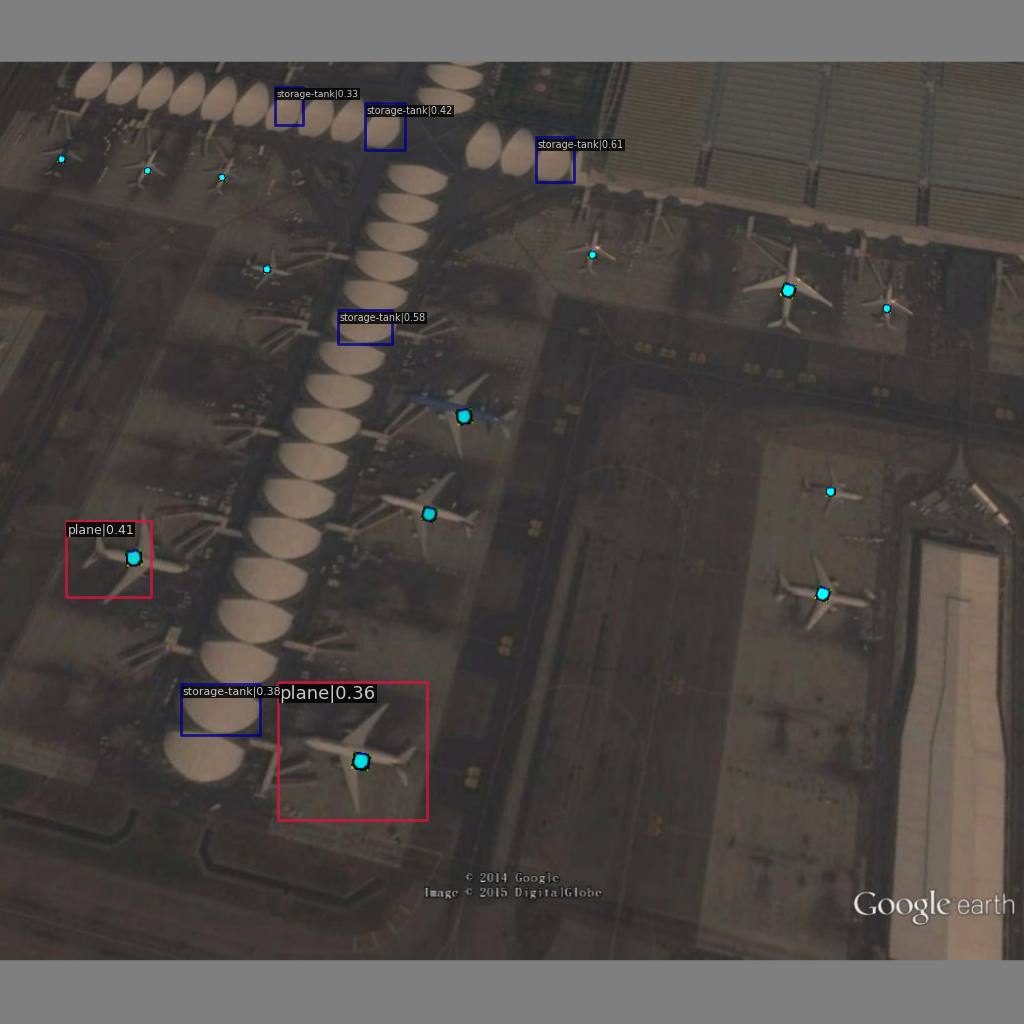 storage-tank|0.33
storage-tank|0.42
storage-tank|0.61
storage-tank|0.58
plane|0.41
storage-tank|0.38
plane|0.36
© 2014 Google
Image © 2015 DigitalGlobe
Google earth